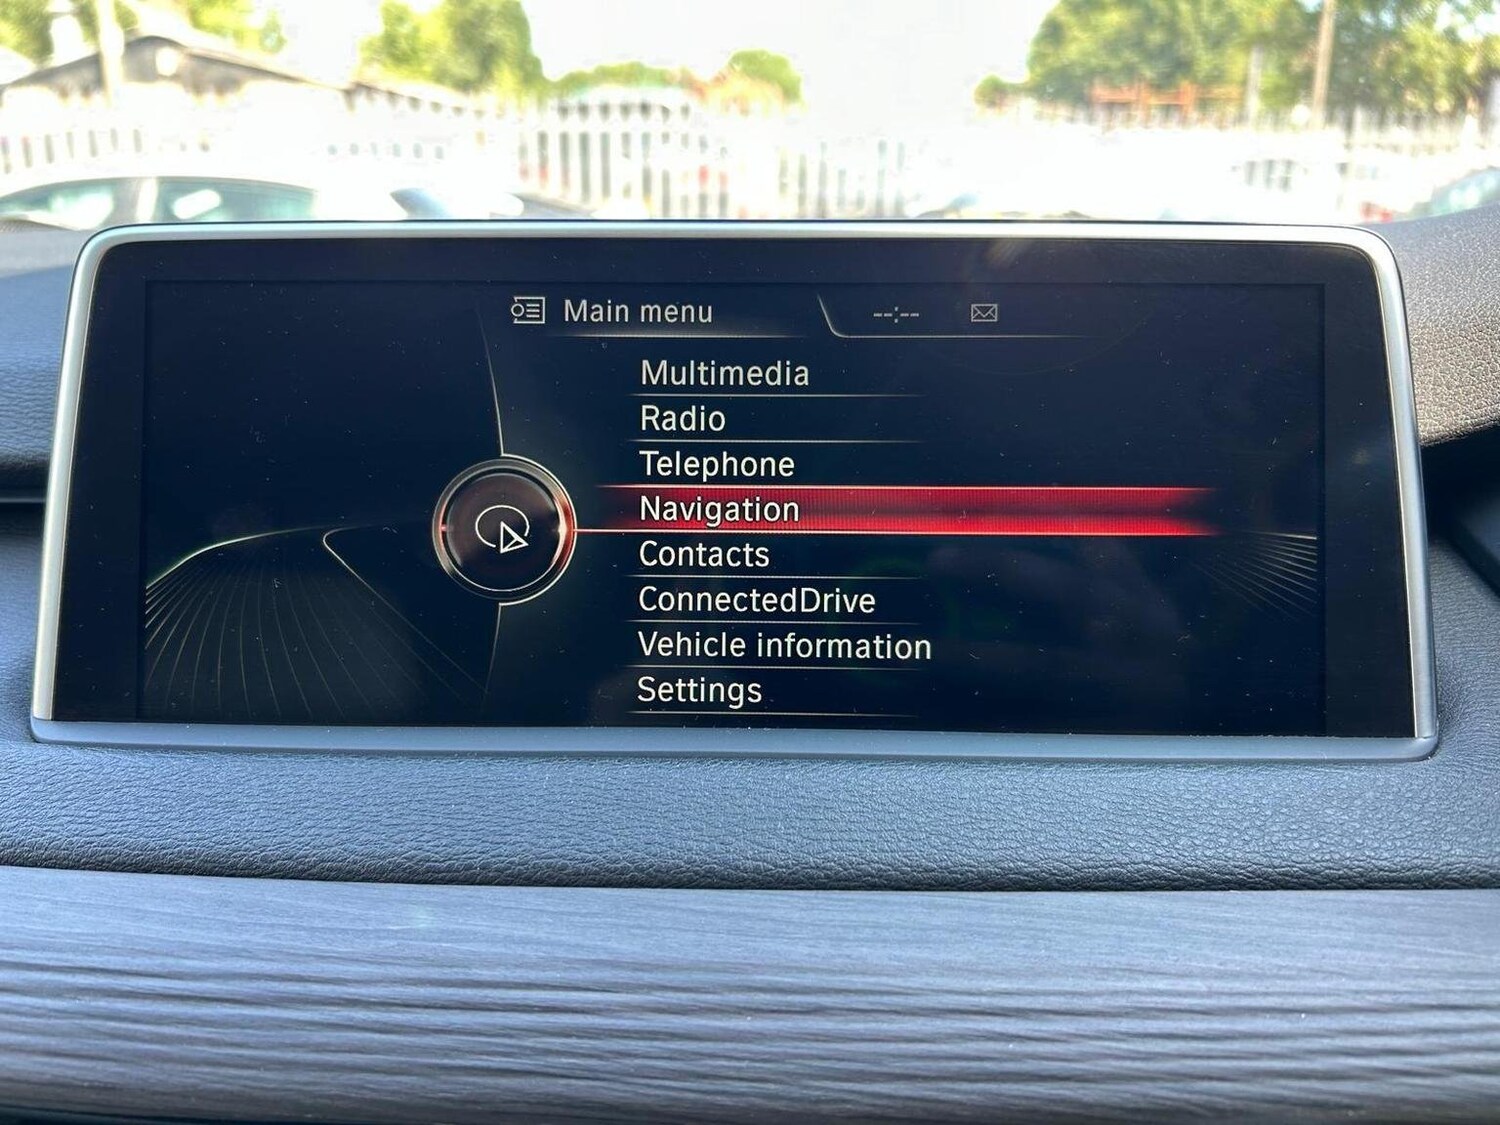 Main menu --:--
Multimedia
Radio
Telephone
Navigation
Contacts
ConnectedDrive
Vehicle information
Settings